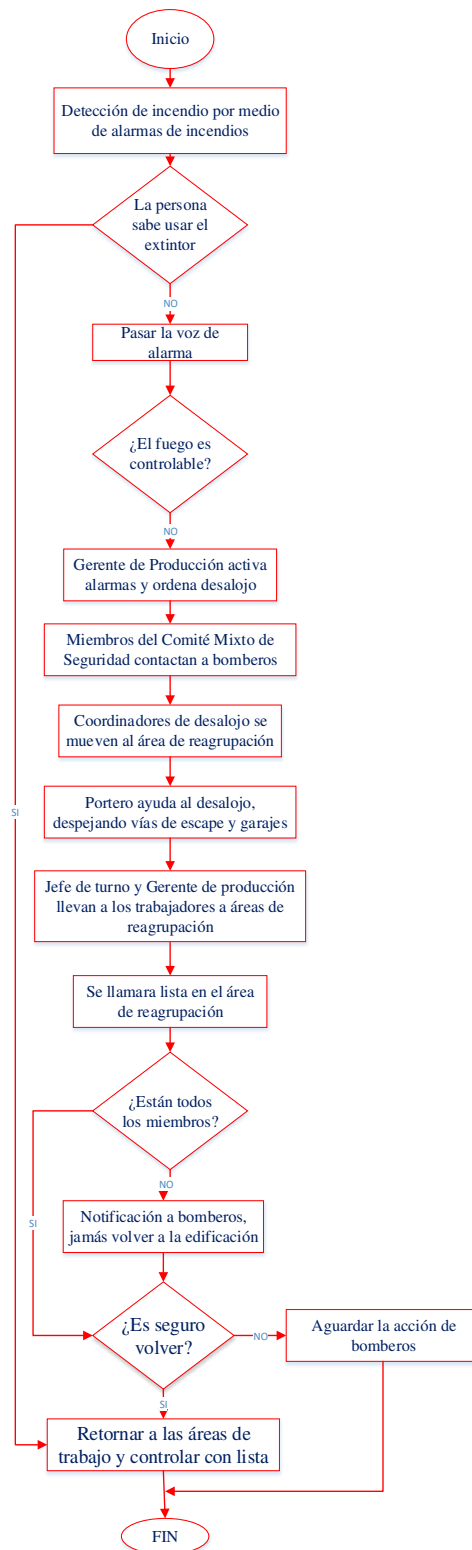 Inicio
Detección de incendio por medio
de alarmas de incendios
La persona
sabe usar el
extintor
NO
Pasar la voz de
alarma
¿El fuego es
controlable?
NO
Gerente de Producción activa
alarmas y ordena desalojo
Miembros del Comité Mixto de
Seguridad contactan a bomberos
Coordinadores de desalojo se
mueven al área de reagrupación
SI
Portero ayuda al desalojo,
despejando vías de escape y garajes
Jefe de turno y Gerente de producción
llevan a los trabajadores a áreas de
reagrupación
Se llamara lista en el área
de reagrupación
¿Están todos
los miembros?
NO
SI
Notificación a bomberos,
jamás volver a la edificación
¿Es seguro
volver?
NO
Aguardar la acción de
bomberos
SI
Retornar a las áreas de
trabajo y controlar con lista
FIN